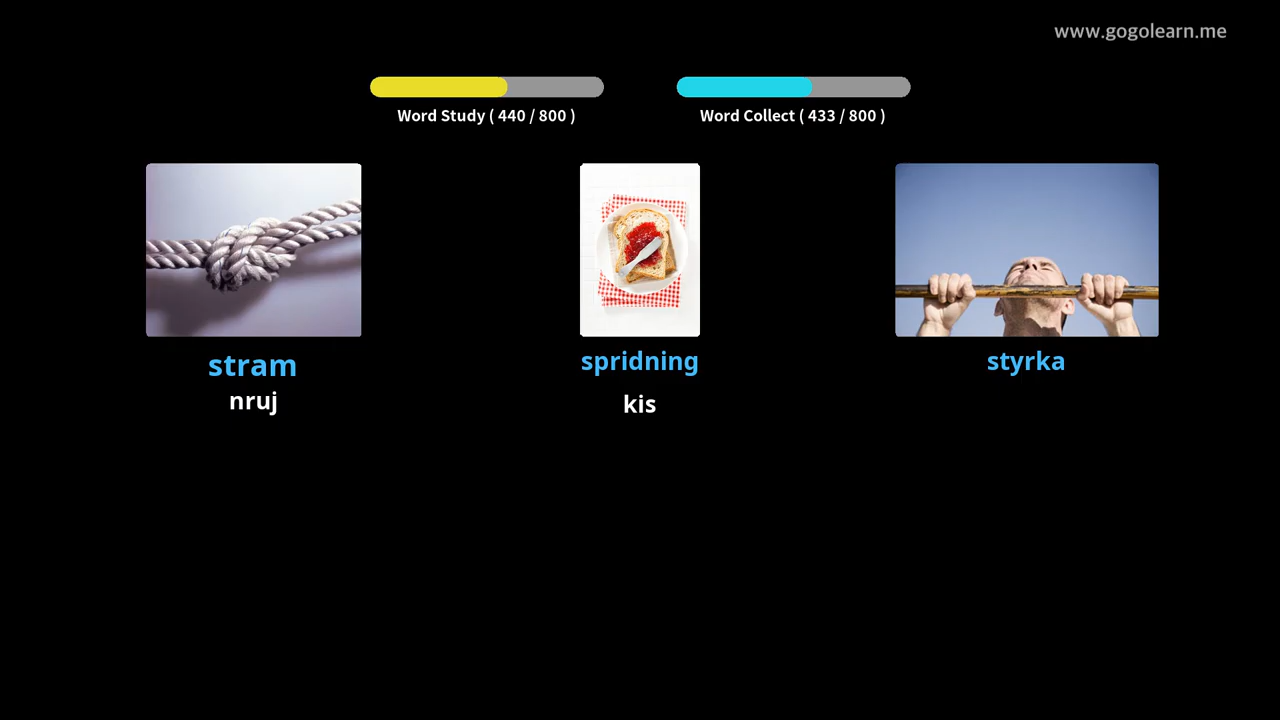 www.gogolearn.me
Word Study ( 440 / 800 )
Word Collect ( 433 / 800 )
stram
nruj
spridning
kis
styrka